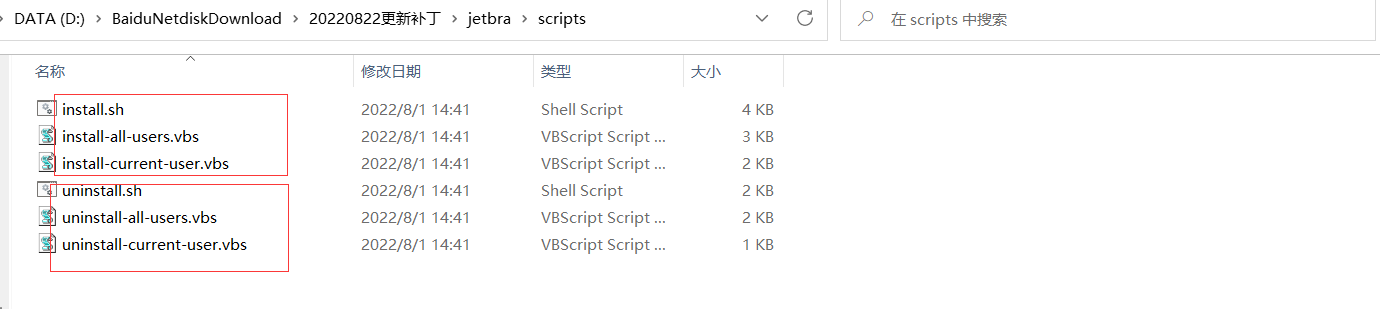 DATA (D:) > BaiduNetdiskDownload > 20220822更新补丁 > jetbra > scripts 在 scripts 中搜索
名称 修改日期 类型 大小
install.sh 2022/8/1 14:41 Shell Script 4 KB
install-all-users.vbs 2022/8/1 14:41 VBScript Script ... 3 KB
install-current-user.vbs 2022/8/1 14:41 VBScript Script ... 2 KB
uninstall.sh 2022/8/1 14:41 Shell Script 2 KB
uninstall-all-users.vbs 2022/8/1 14:41 VBScript Script ... 2 KB
uninstall-current-user.vbs 2022/8/1 14:41 VBScript Script ... 1 KB